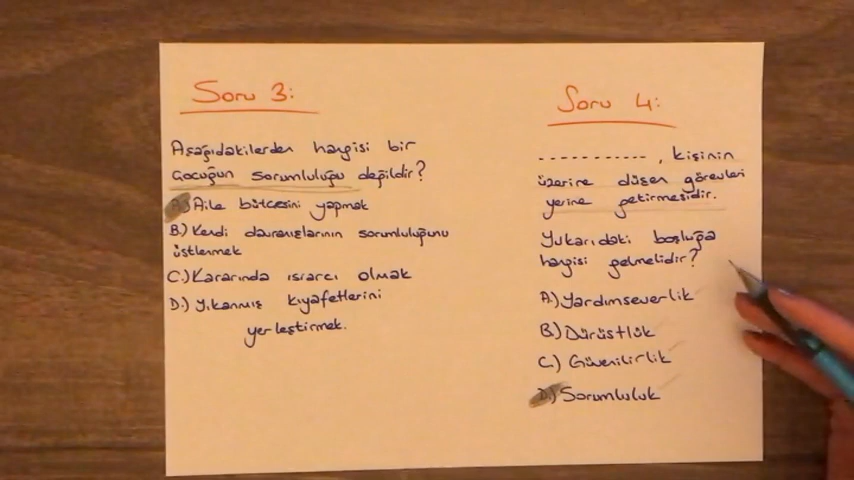 Soru 3:
Aşağıdakilerden hangisi bir
çocuğun sorumluluğu değildir?
A) Aile bütçesini yapmak
B.) Kendi davranışlarının sorumluluğunu
üstlenmek
C.) Kararında ısrarcı olmak
D.) Yıkanmış kıyafetlerini
yerleştirmek.
Soru 4:
-----------, kişinin
üzerine düşen görevleri
yerine getirmesidir.
Yukarıdaki boşluğa
hangisi gelmelidir?
A.) Yardımseverlik
B.) Dürüstlük
C.) Güvenilirlik
D.) Sorumluluk